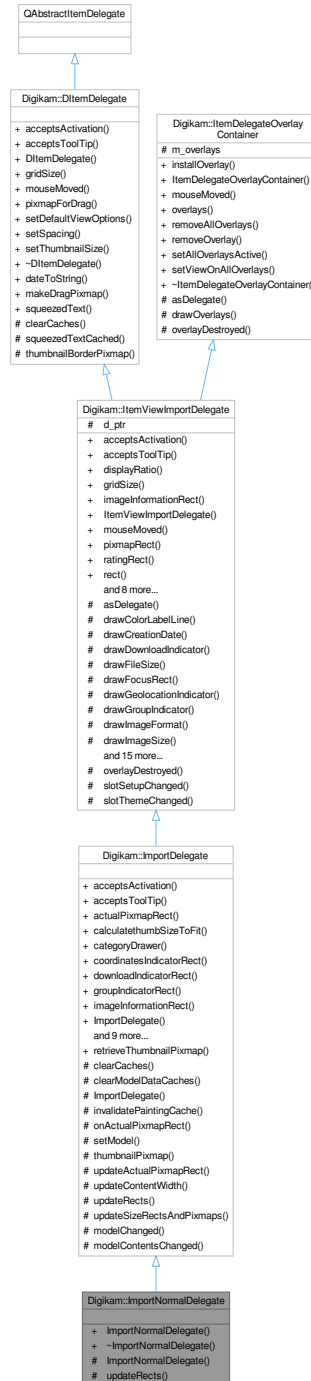 QAbstractItemDelegate
Digikam::DItemDelegate
+ acceptsActivation()
+ acceptsToolTip()
+ DItemDelegate()
+ gridSize()
+ mouseMoved()
+ pixmapForDrag()
+ setDefaultViewOptions()
+ setSpacing()
+ setThumbnailSize()
+ ~DItemDelegate()
+ dateToString()
+ makeDragPixmap()
+ squeezedText()
# clearCaches()
# squeezedTextCached()
# thumbnailBorderPixmap()
Digikam::ItemDelegateOverlay
Container
# m_overlays
+ installOverlay()
+ ItemDelegateOverlayContainer()
+ mouseMoved()
+ overlays()
+ removeAllOverlays()
+ removeOverlay()
+ setAllOverlaysActive()
+ setViewOnAllOverlays()
+ ~ItemDelegateOverlayContainer()
# asDelegate()
# drawOverlays()
# overlayDestroyed()
Digikam::ItemViewImportDelegate
# d_ptr
+ acceptsActivation()
+ acceptsToolTip()
+ displayRatio()
+ gridSize()
+ imageInformationRect()
+ ItemViewImportDelegate()
+ mouseMoved()
+ pixmapRect()
+ ratingRect()
+ rect()
and 8 more...
# asDelegate()
# drawColorLabelLine()
# drawCreationDate()
# drawDownloadIndicator()
# drawFileSize()
# drawFocusRect()
# drawGeolocationIndicator()
# drawGroupIndicator()
# drawImageFormat()
# drawImageSize()
and 15 more...
# overlayDestroyed()
# slotSetupChanged()
# slotThemeChanged()
Digikam::ImportDelegate
+ acceptsActivation()
+ acceptsToolTip()
+ actualPixmapRect()
+ calculatethumbSizeToFit()
+ categoryDrawer()
+ coordinatesIndicatorRect()
+ downloadIndicatorRect()
+ groupIndicatorRect()
+ imageInformationRect()
+ ImportDelegate()
and 9 more...
+ retrieveThumbnailPixmap()
# clearCaches()
# clearModelDataCaches()
# ImportDelegate()
# invalidatePaintingCache()
# onActualPixmapRect()
# setModel()
# thumbnailPixmap()
# updateActualPixmapRect()
# updateContentWidth()
# updateRects()
# updateSizeRectsAndPixmaps()
# modelChanged()
# modelContentsChanged()
Digikam::ImportNormalDelegate
+ ImportNormalDelegate()
+ ~ImportNormalDelegate()
# ImportNormalDelegate()
# updateRects()